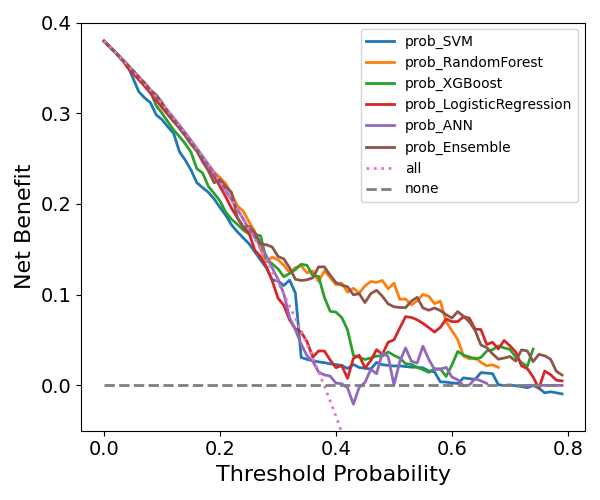 0.4
0.3
0.2
0.1
0.0
Net Benefit
prob_SVM
prob_RandomForest
prob_XGBoost
prob_LogisticRegression
prob_ANN
prob_Ensemble
all
none
0.0 0.2 0.4 0.6 0.8
Threshold Probability